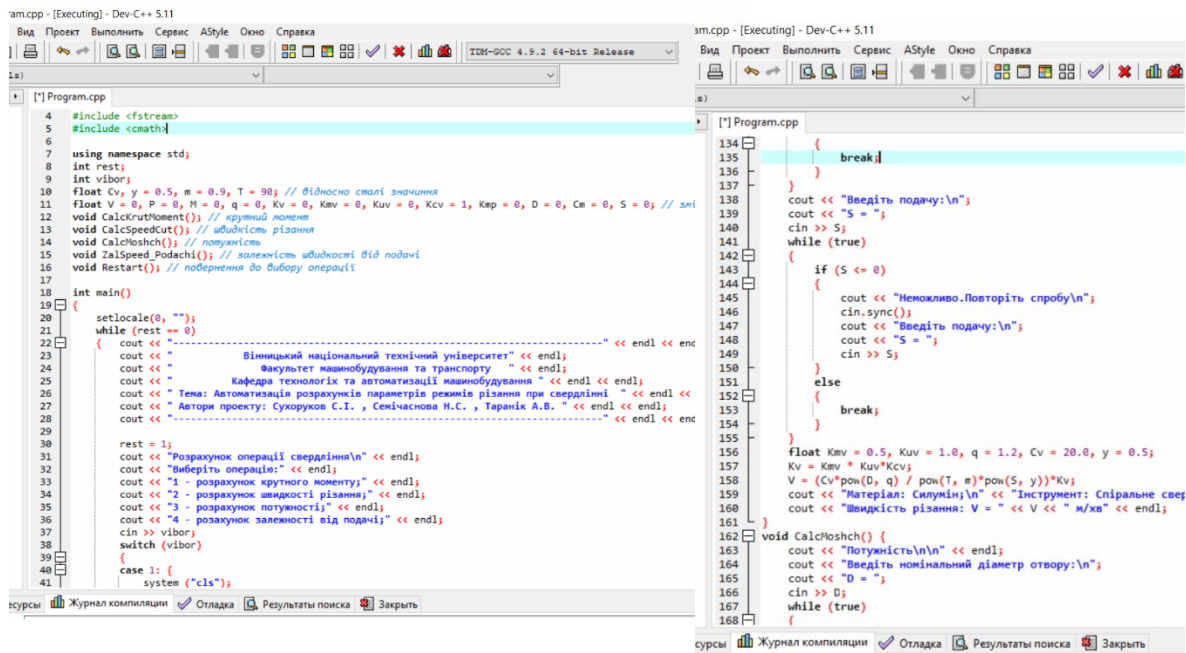 ram.cpp - [Executing] - Dev-C++ 5.11
Вид Проект Выполнить Сервис AStyle Окно Справка
TDM-GCC 4.9.2 64-bit Release
ls)
[*] Program.cpp
4 #include <fstream>
5 #include <cmath>
6
7 using namespace std;
8 int rest;
9 int vibor;
10 float Cv, y = 0.5, m = 0.9, T = 90; // відносно сталі значиння
11 float V = 0, P = 0, M = 0, q = 0, Kv = 0, Kmv = 0, Kuv = 0, Kcv = 1, Kmp = 0, D = 0, Cm = 0, S = 0; // змі
12 void CalcKrutMoment(); // крутний момент
13 void CalcSpeedCut(); // швидкість різання
14 void CalcMoshch(); // потужність
15 void ZalSpeed_Podachi(); // залежність швидкості від подачі
16 void Restart(); // повернення до вибору операції
17
18 int main()
19 {
20 setlocale(0, "");
21 while (rest == 0)
22 { cout << "-----------------------------------------------------------------------" << endl << end
23 cout << " Вінницький національний технічний університет" << endl;
24 cout << " Факультет машинобудування та транспорту " << endl;
25 cout << " Кафедра технологіх та автоматизації машинобудування " << endl << endl;
26 cout << " Тема: Автоматизація розрахунків параметрів режимів різання при свердлінні " << endl <<
27 cout << " Автори проекту: Сухоруков С.І. , Семічаснова Н.С. , Таранік А.В. " << endl << endl;
28 cout << "-----------------------------------------------------------------------" << endl << end
29
30 rest = 1;
31 cout << "Розрахунок операції свердління\n" << endl;
32 cout << "Виберіть операцію:" << endl;
33 cout << "1 - розрахунок крутного моменту;" << endl;
34 cout << "2 - розрахунок швидкості різання;" << endl;
35 cout << "3 - розрахунок потужності;" << endl;
36 cout << "4 - розахунок залежності від подачі;" << endl;
37 cin >> vibor;
38 switch (vibor)
39 {
40 case 1: {
41 system ("cls");
есурсы Журнал компиляции Отладка Результаты поиска Закрыть
am.cpp - [Executing] - Dev-C++ 5.11
Вид Проект Выполнить Сервис AStyle Окно Справка
s)
[*] Program.cpp
134 {
135 break;
136 }
137 }
138 cout << "Введіть подачу:\n";
139 cout << "S = ";
140 cin >> S;
141 while (true)
142 {
143 if (S <= 0)
144 {
145 cout << "Неможливо.Повторіть спробу\n";
146 cin.sync();
147 cout << "Введіть подачу:\n";
148 cout << "S = ";
149 cin >> S;
150 }
151 else
152 {
153 break;
154 }
155 }
156 float Kmv = 0.5, Kuv = 1.0, q = 1.2, Cv = 20.0, y = 0.5;
157 Kv = Kmv * Kuv*Kcv;
158 V = (Cv*pow(D, q) / pow(T, m)*pow(S, y))*Kv;
159 cout << "Матеріал: Силумін;\n" << "Інструмент: Спіральне свер
160 cout << "Швидкість різання: V = " << V << " м/хв" << endl;
161 }
162 void CalcMoshch() {
163 cout << "Потужність\n\n" << endl;
164 cout << "Введіть номінальний діаметр отвору:\n";
165 cout << "D = ";
166 cin >> D;
167 while (true)
168 {
сурсы Журнал компиляции Отладка Результаты поиска Закрыть